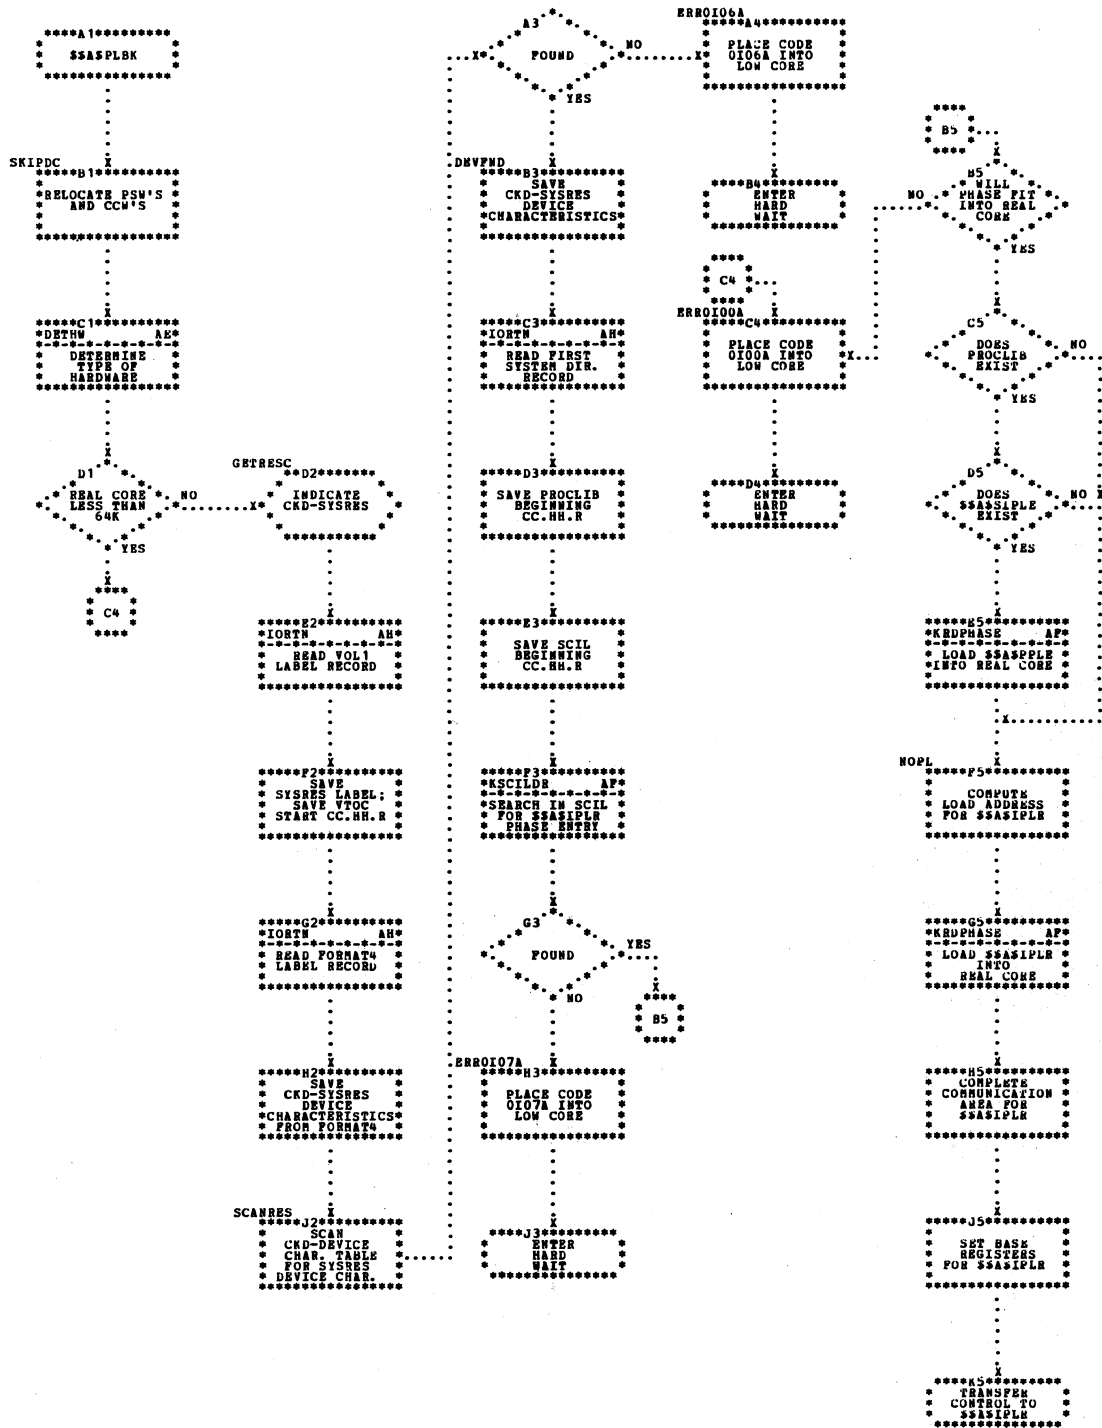 A1
$$A$PLBK
SKIPDC
B1
RELOCATE PSW'S
AND CCW'S
C1
DETHW AE
DETERMINE
TYPE OF
HARDWARE
D1
REAL CORE
LESS THAN
64K
NO
YES
C4
GETRESC
D2
INDICATE
CKD-SYSRES
E2
IORTN AH
READ VOL1
LABEL RECORD
F2
SAVE
SYSRES LABEL;
SAVE VTOC
START CC.HH.R
G2
IORTN AH
READ FORMAT4
LABEL RECORD
H2
SAVE
CKD-SYSRES
DEVICE
CHARACTERISTICS
FROM FORMAT4
SCANRES
J2
SCAN
CKD-DEVICE
CHAR. TABLE
FOR SYSRES
DEVICE CHAR.
A3
FOUND
NO
YES
DEVFND
B3
SAVE
CKD-SYSRES
DEVICE
CHARACTERISTICS
C3
IORTN AH
READ FIRST
SYSTEM DIR.
RECORD
D3
SAVE PROCLIB
BEGINNING
CC.HH.R
E3
SAVE SCIL
BEGINNING
CC.HH.R
F3
KSCILDR AF
SEARCH IN SCIL
FOR $$A$IPLR
PHASE ENTRY
G3
FOUND
YES
NO
B5
ERR0I07A
H3
PLACE CODE
0I07A INTO
LOW CORE
J3
ENTER
HARD
WAIT
ERR0I06A
A4
PLACE CODE
0I06A INTO
LOW CORE
B4
ENTER
HARD
WAIT
C4
ERR0I00A
C4
PLACE CODE
0I00A INTO
LOW CORE
D4
ENTER
HARD
WAIT
B5
B5
WILL
PHASE FIT
INTO REAL
CORE
NO
YES
C5
DOES
PROCLIB
EXIST
NO
YES
D5
DOES
$$A$IPLE
EXIST
NO
YES
E5
KRDPHASE AF
LOAD $$A$PPLE
INTO REAL CORE
NOPL
F5
COMPUTE
LOAD ADDRESS
FOR $$A$IPLR
G5
KRDPHASE AF
LOAD $$A$IPLR
INTO
REAL CORE
H5
COMPLETE
COMMUNICATION
AREA FOR
$$A$IPLR
J5
SET BASE
REGISTERS
FOR $$A$IPLR
K5
TRANSFER
CONTROL TO
$$A$IPLR